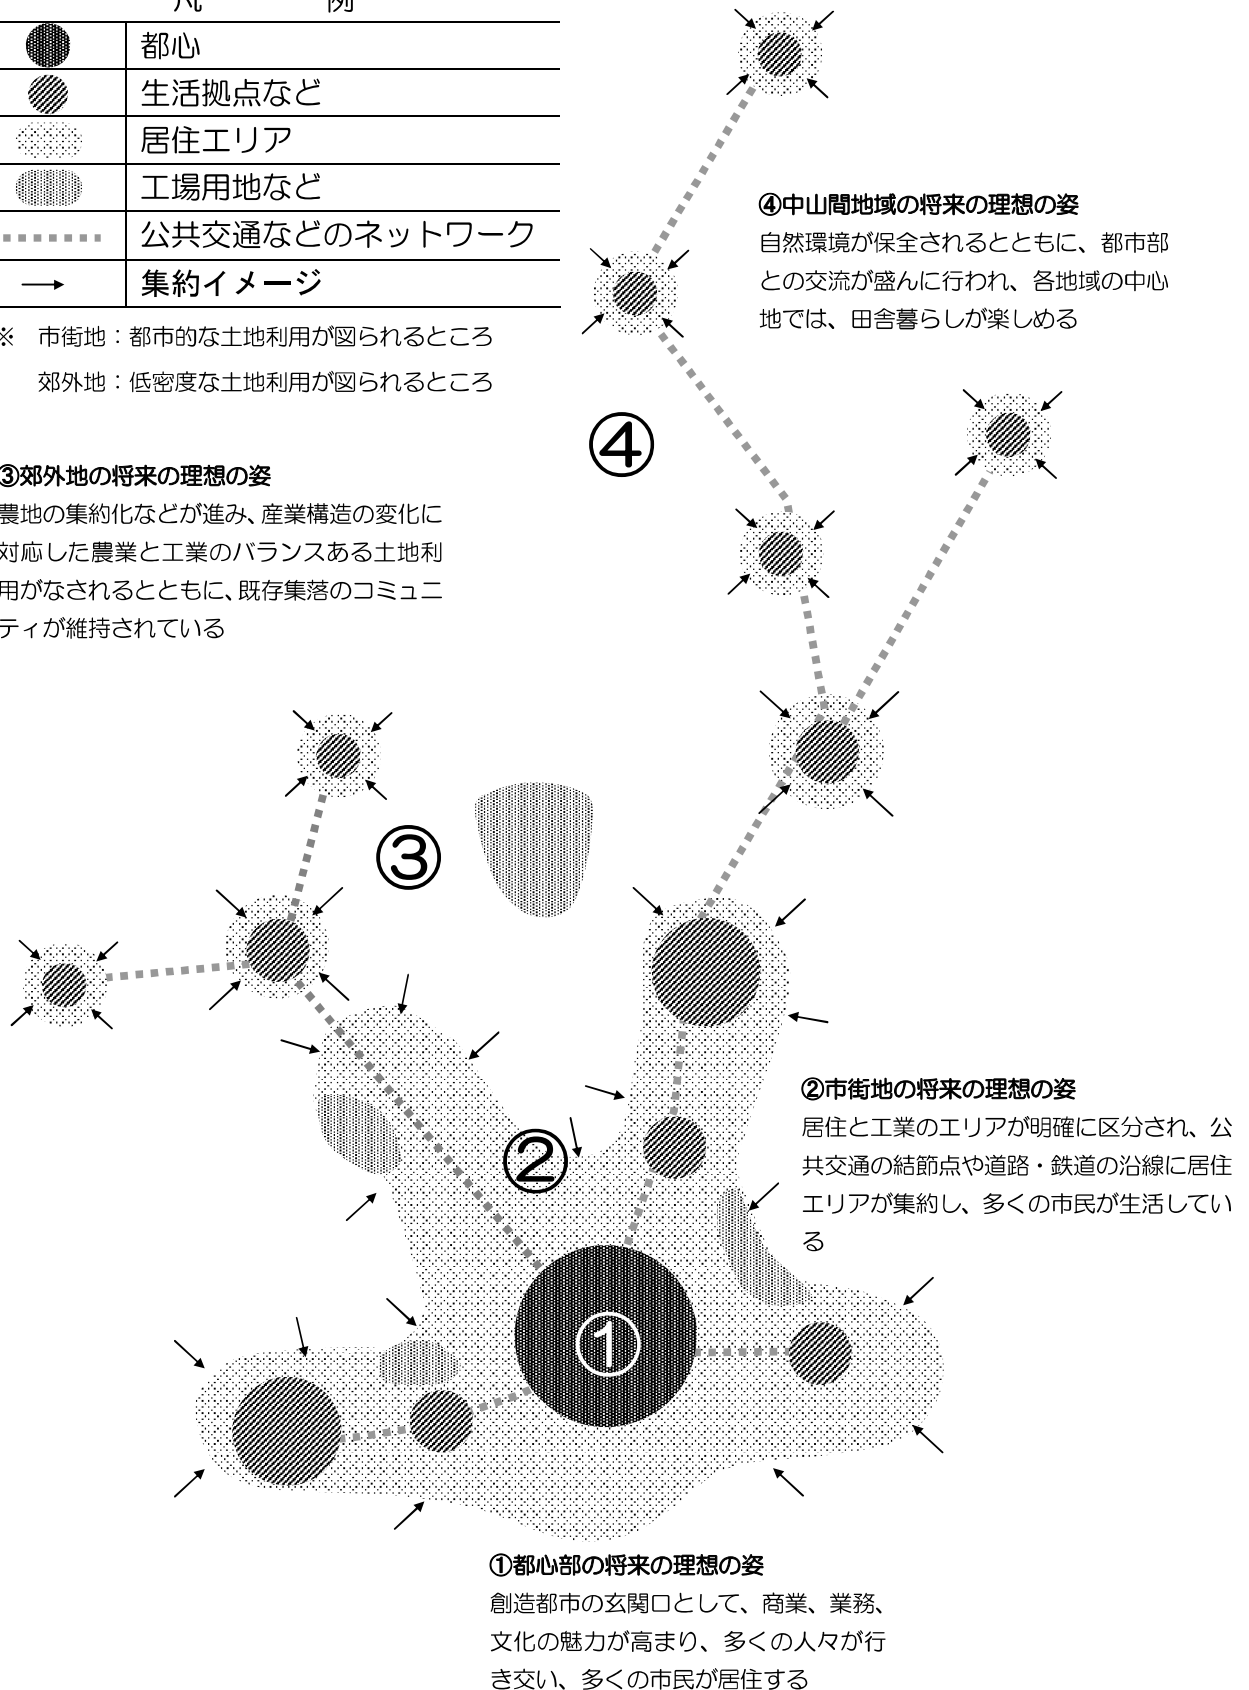 凡 例
都心
生活拠点など
居住エリア
工場用地など
公共交通などのネットワーク
集約イメージ
※ 市街地：都市的な土地利用が図られるところ
郊外地：低密度な土地利用が図られるところ
④中山間地域の将来の理想の姿
自然環境が保全されるとともに、都市部
との交流が盛んに行われ、各地域の中心
地では、田舎暮らしが楽しめる
④
③郊外地の将来の理想の姿
農地の集約化などが進み、産業構造の変化に
対応した農業と工業のバランスある土地利
用がなされるとともに、既存集落のコミュニ
ティが維持されている
③
②市街地の将来の理想の姿
居住と工業のエリアが明確に区分され、公
共交通の結節点や道路・鉄道の沿線に居住
エリアが集約し、多くの市民が生活してい
る
②
①
①都心部の将来の理想の姿
創造都市の玄関口として、商業、業務、
文化の魅力が高まり、多くの人々が行
き交い、多くの市民が居住する